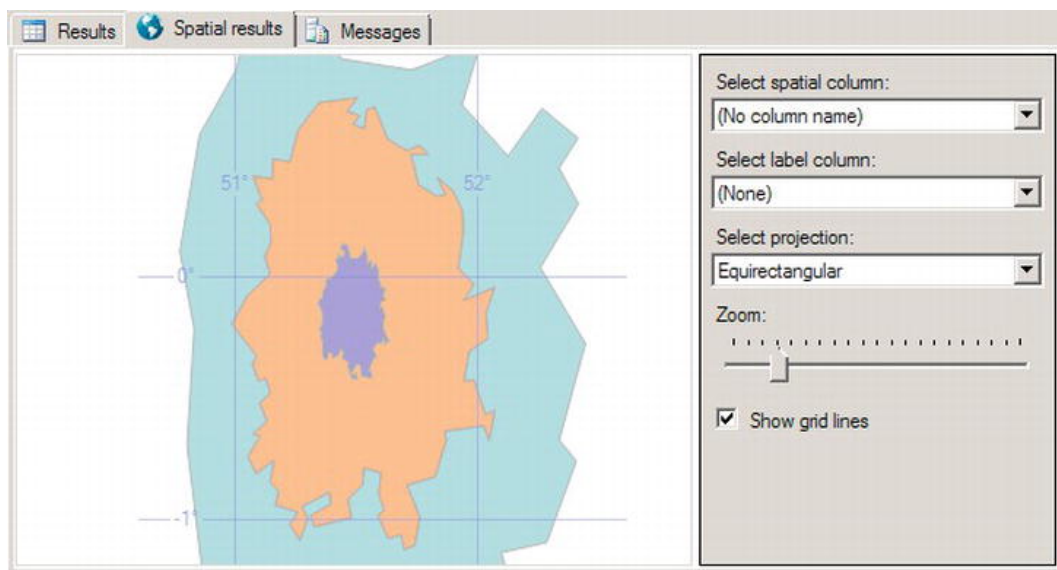 Results Spatial results Messages
Select spatial column:
(No column name)
Select label column:
(None)
Select projection:
Equirectangular
Zoom:
Show grid lines
51° 52°
0°
-1°